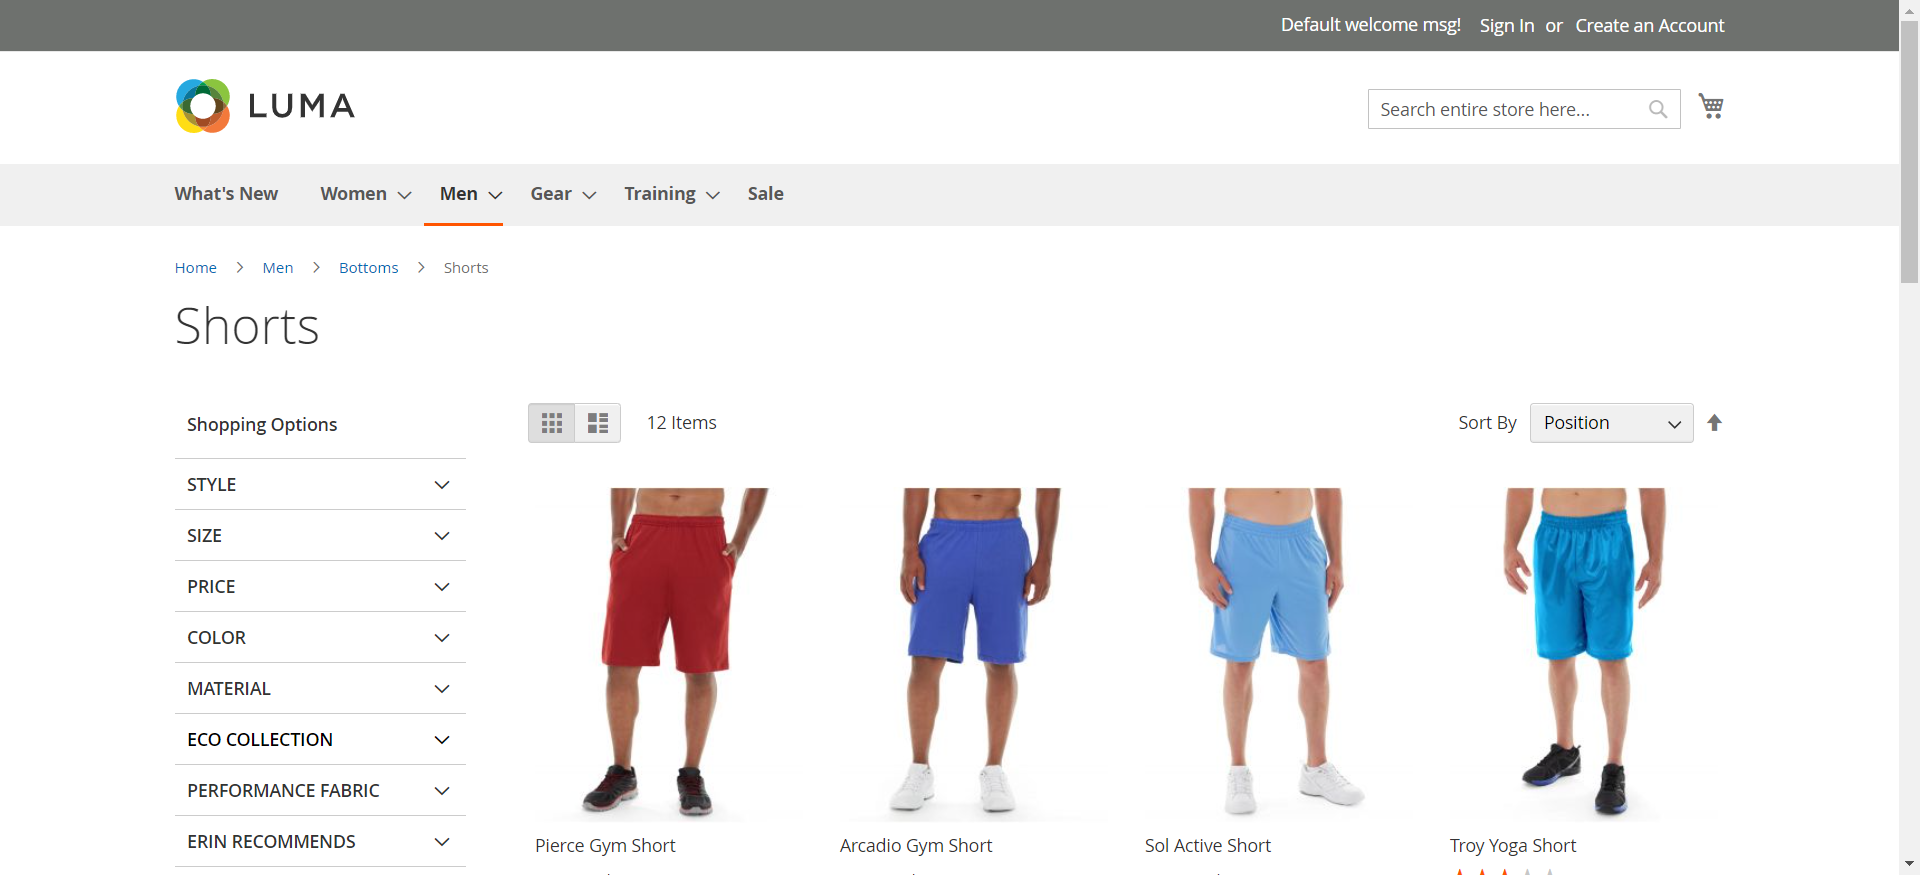 Default welcome msg! Sign In or Create an Account
LUMA
Search entire store here...
What's New Women Men Gear Training Sale
Home Men Bottoms Shorts
Shorts
Shopping Options
12 Items
Sort By Position
STYLE
SIZE
PRICE
COLOR
MATERIAL
ECO COLLECTION
PERFORMANCE FABRIC
ERIN RECOMMENDS
Pierce Gym Short
Arcadio Gym Short
Sol Active Short
Troy Yoga Short